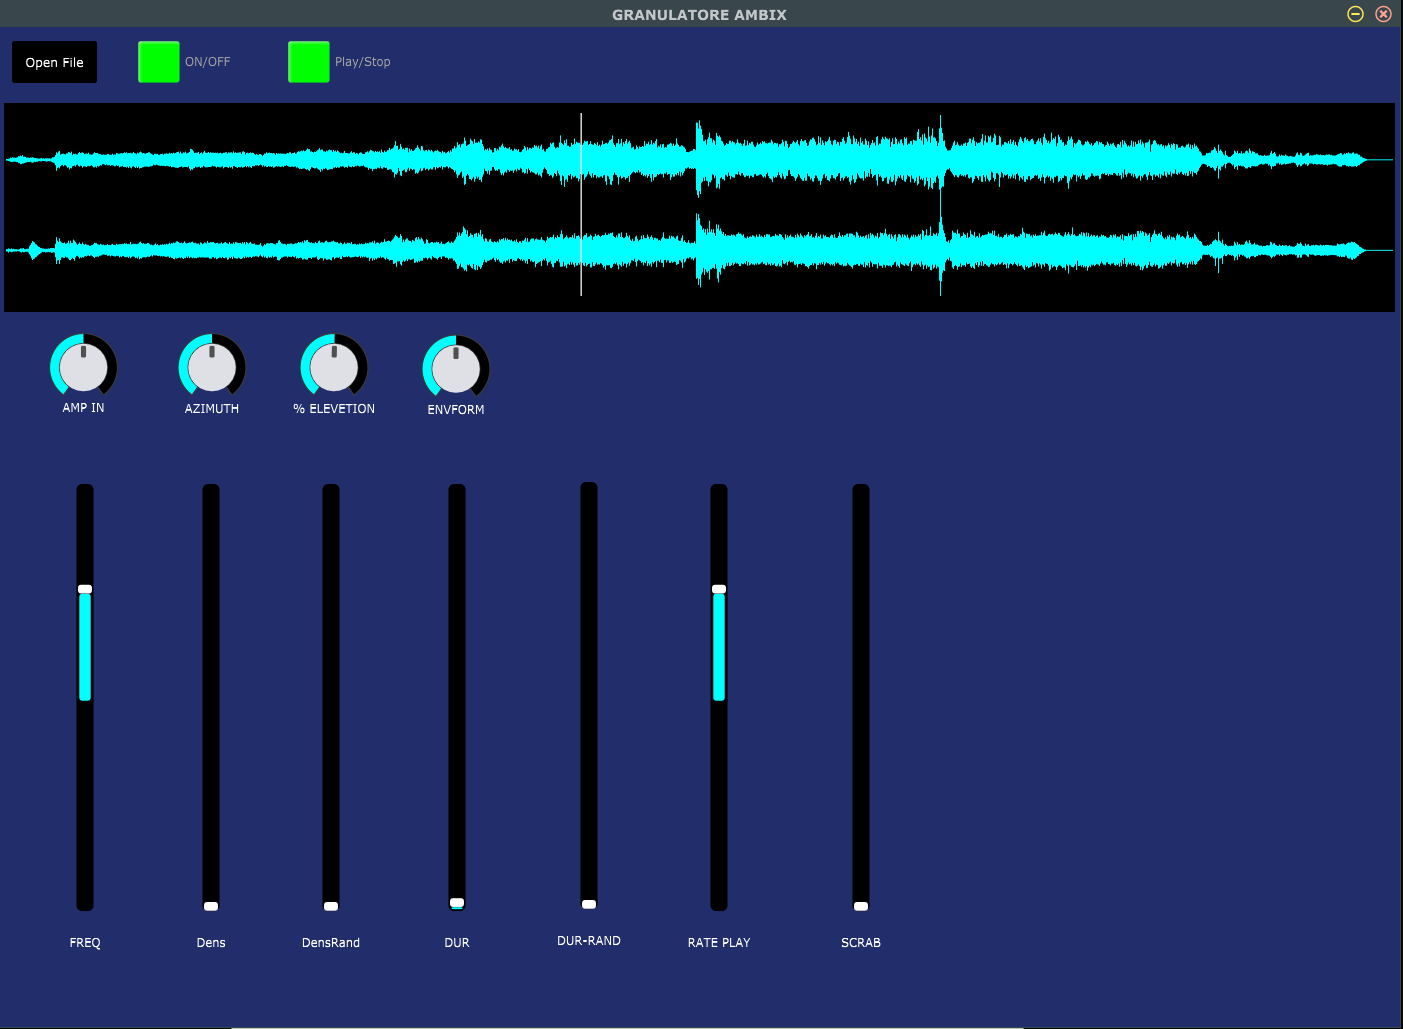 GRANULATORE AMBIX
Open File
ON/OFF
Play/Stop
AMP IN
AZIMUTH
% ELEVETION
ENVFORM
FREQ
Dens
DensRand
DUR
DUR-RAND
RATE PLAY
SCRAB